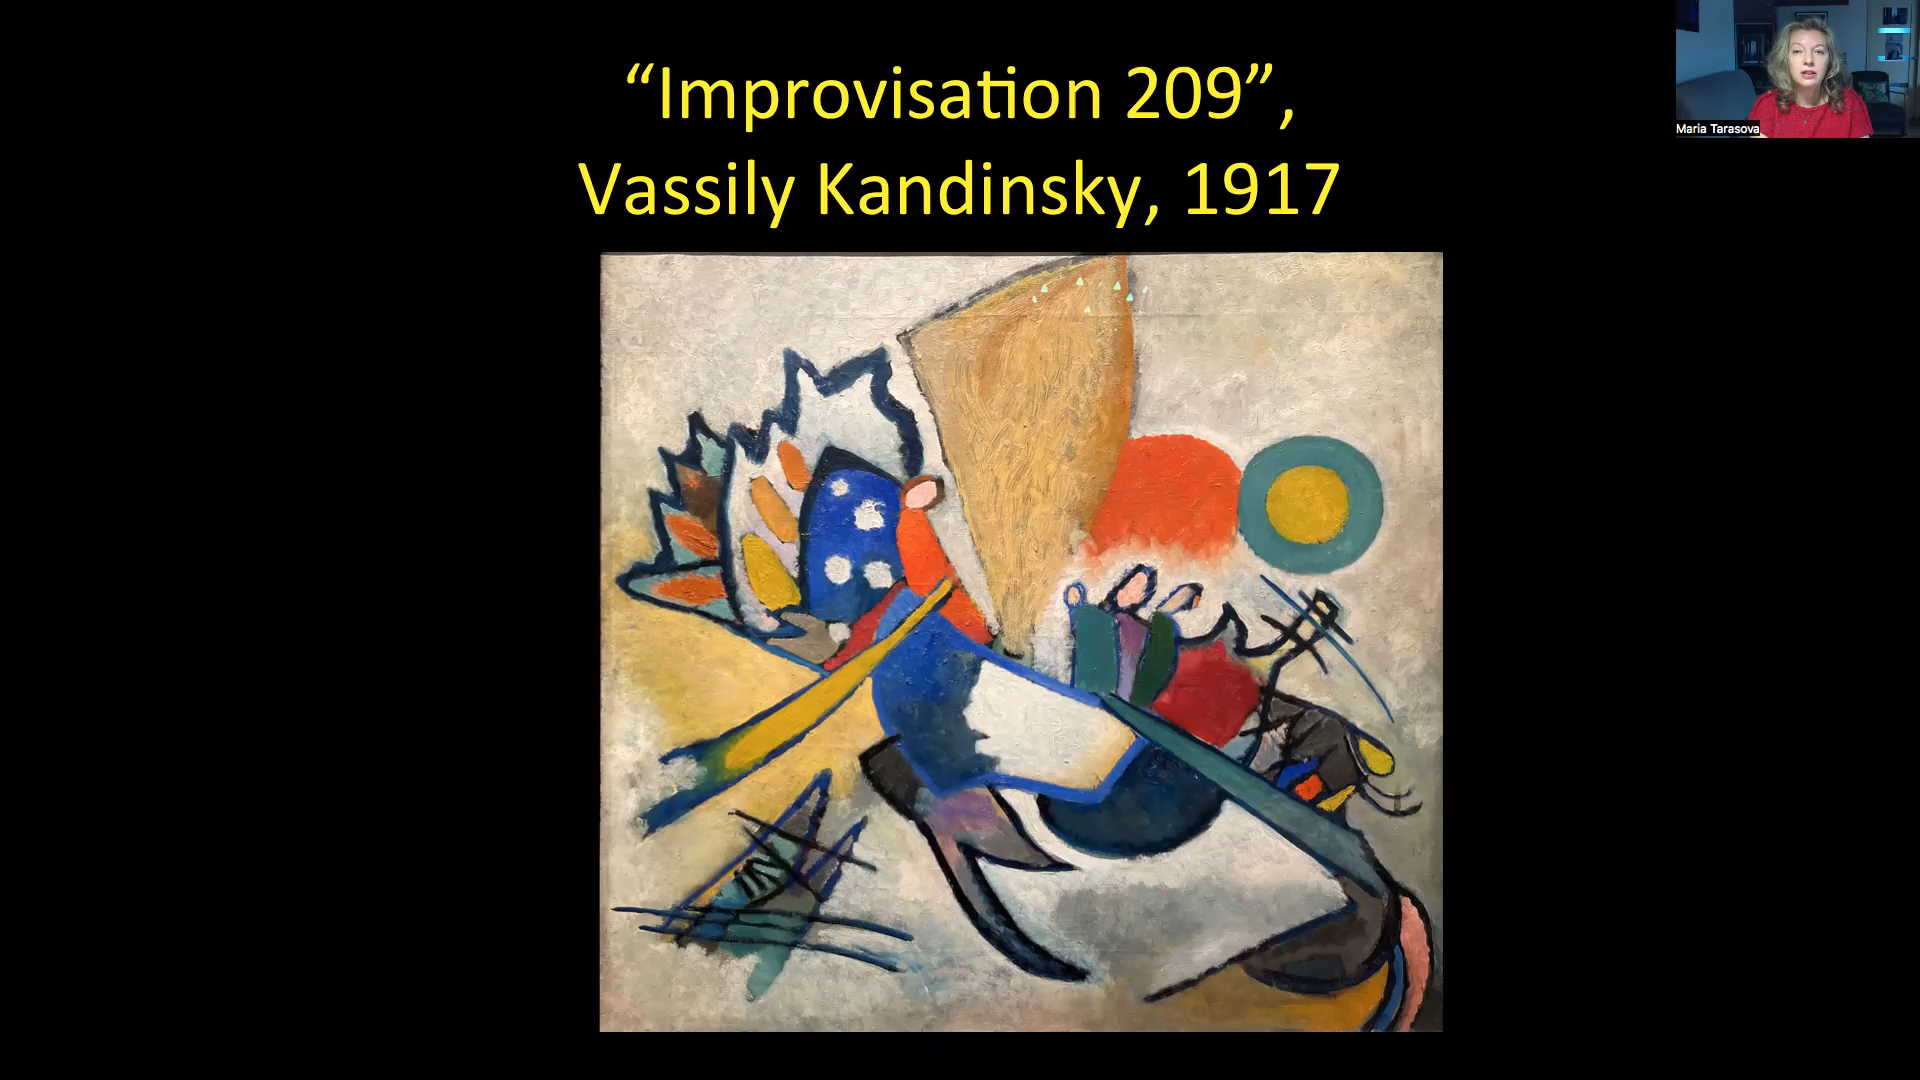 “Improvisation 209”,
Vassily Kandinsky, 1917
Maria Tarasova